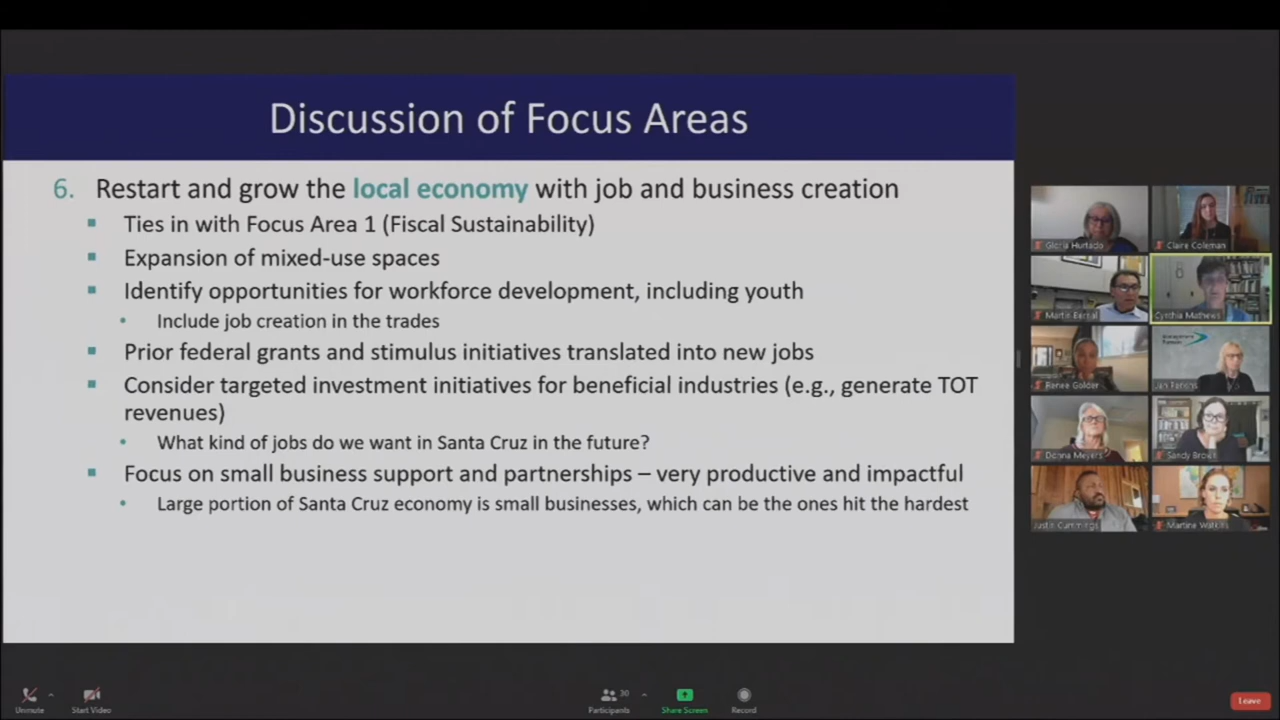 Discussion of Focus Areas
6. Restart and grow the local economy with job and business creation
Ties in with Focus Area 1 (Fiscal Sustainability)
Expansion of mixed-use spaces
Identify opportunities for workforce development, including youth
Include job creation in the trades
Prior federal grants and stimulus initiatives translated into new jobs
Consider targeted investment initiatives for beneficial industries (e.g., generate TOT
revenues)
What kind of jobs do we want in Santa Cruz in the future?
Focus on small business support and partnerships – very productive and impactful
Large portion of Santa Cruz economy is small businesses, which can be the ones hit the hardest
Gloria Hurtado
Claire Coleman
Martin Bernal
Cynthia Mathews
Renee Golder
Management
Partners
Jan Perkins
Donna Meyers
Sandy Brown
Justin Cummings
Martine Watkins
Unmute
Start Video
30
Participants
Share Screen
Record
Leave